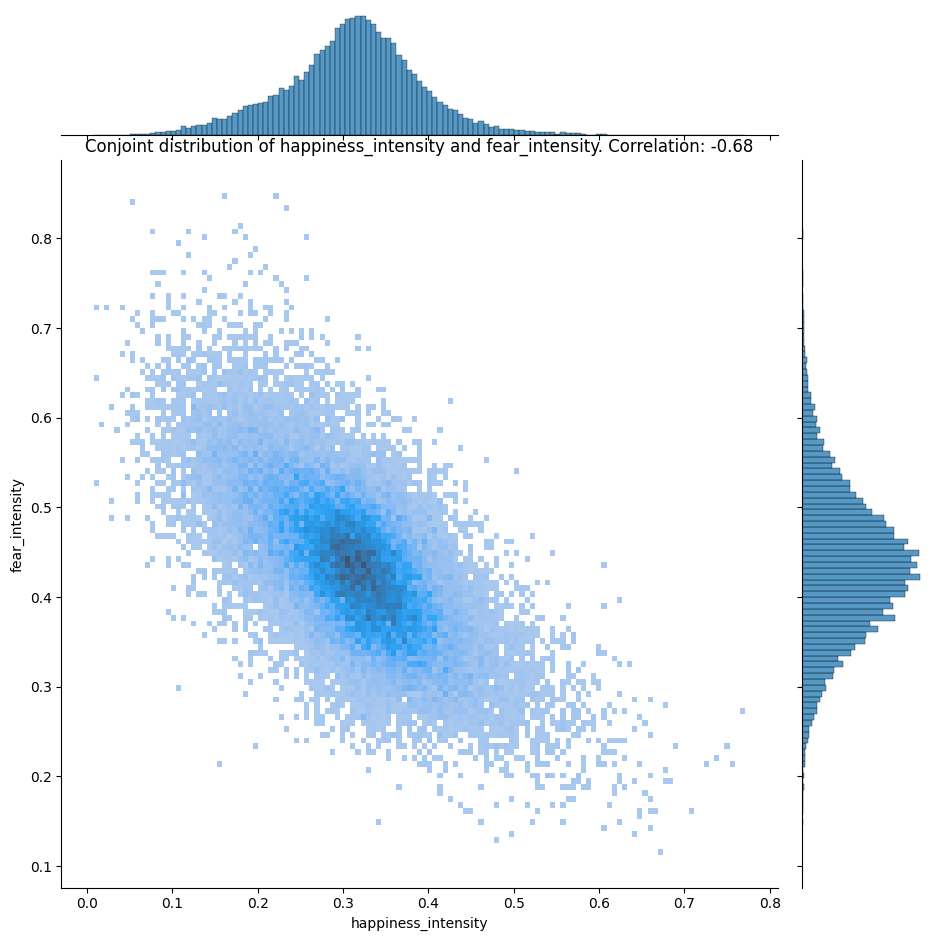 Conjoint distribution of happiness_intensity and fear_intensity. Correlation: -0.68
0.8
0.7
0.6
0.5
0.4
0.3
0.2
0.1
fear_intensity
0.0 0.1 0.2 0.3 0.4 0.5 0.6 0.7 0.8
happiness_intensity